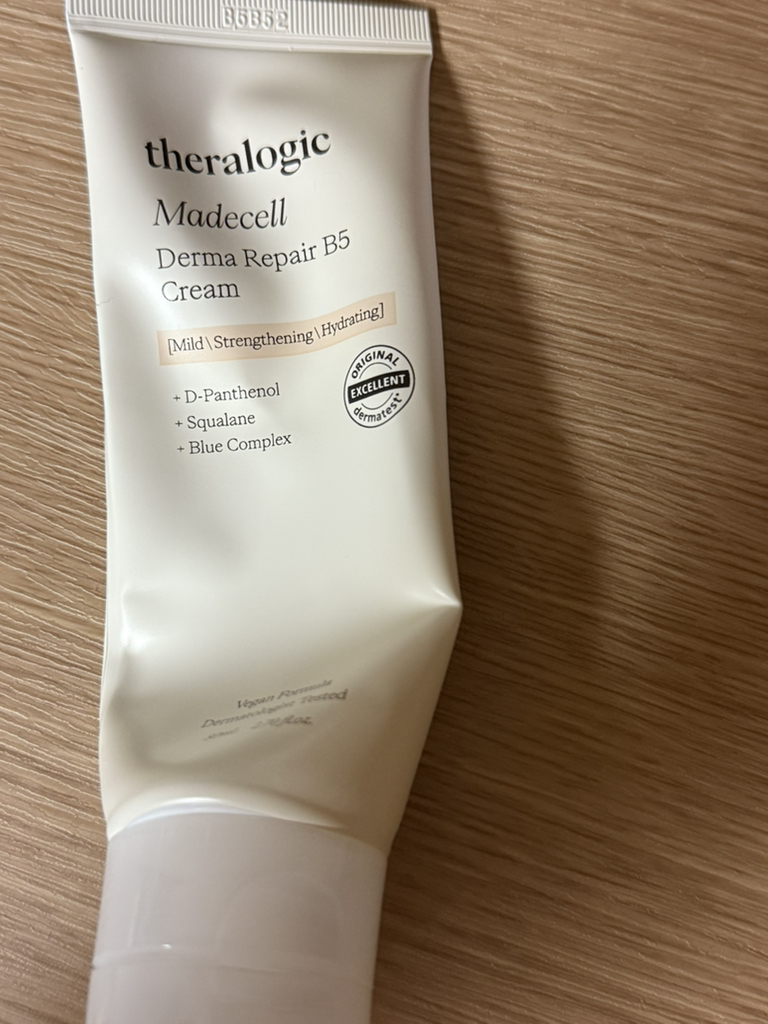 theralogic
Madecell
Derma Repair B5
Cream
[Mild\Strengthening\Hydrating]
+ D-Panthenol
+ Squalane
+ Blue Complex
ORIGINAL
EXCELLENT
dermatest
Vegan Formula
Dermatologist Tested